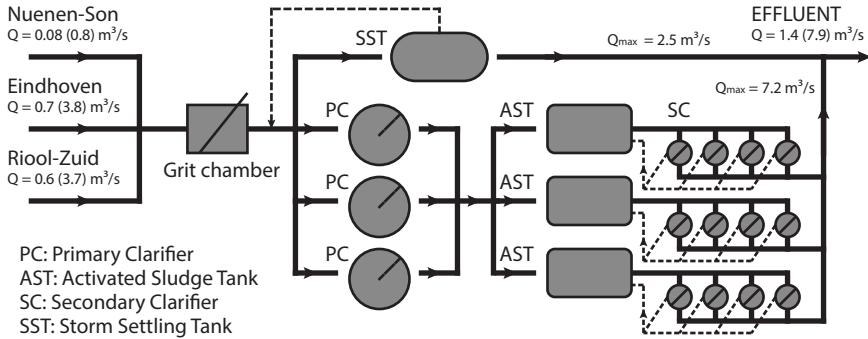 Nuenen-Son
Q = 0.08 (0.8) m³/s
Eindhoven
Q = 0.7 (3.8) m³/s
Riool-Zuid
Q = 0.6 (3.7) m³/s
Grit chamber
SST
PC
PC
PC
AST
AST
AST
SC
Qmax = 2.5 m³/s
EFFLUENT
Q = 1.4 (7.9) m³/s
Qmax = 7.2 m³/s
PC: Primary Clarifier
AST: Activated Sludge Tank
SC: Secondary Clarifier
SST: Storm Settling Tank